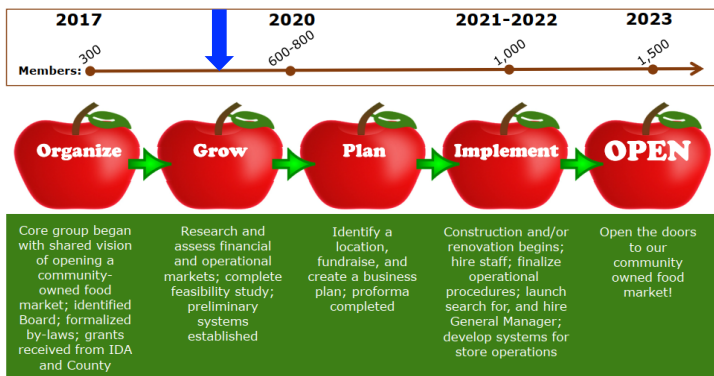 2017
2020
2021-2022
2023
Members:
300
600-800
1,000
1,500
Organize
Grow
Plan
Implement
OPEN
Core group began
with shared vision
of opening a
community-
owned food
market; identified
Board; formalized
by-laws; grants
received from IDA
and County
Research and
assess financial
and operational
markets; complete
feasibility study;
preliminary
systems
established
Identify a
location,
fundraise, and
create a business
plan; proforma
completed
Construction and/or
renovation begins;
hire staff; finalize
operational
procedures; launch
search for, and hire
General Manager;
develop systems for
store operations
Open the doors
to our
community
owned food
market!